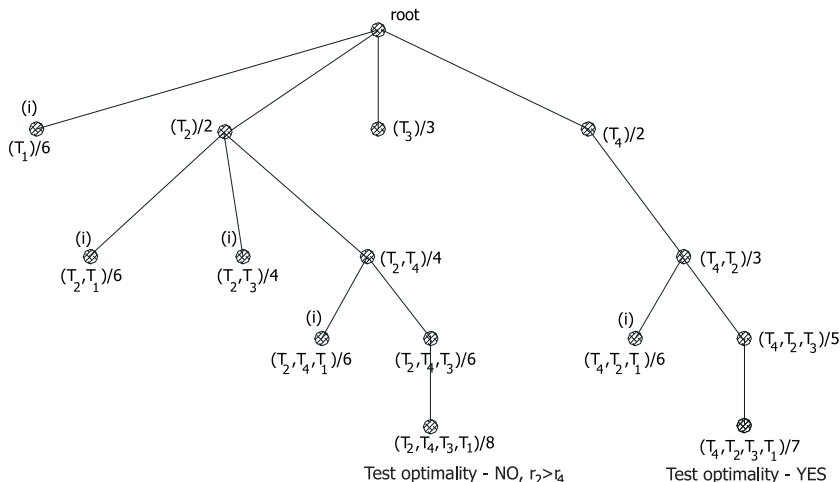 root
(i)
(T₁)/6
(T₂)/2
(T₃)/3
(T₄)/2
(i)
(T₂,T₁)/6
(i)
(T₂,T₃)/4
(T₂,T₄)/4
(T₄,T₂)/3
(i)
(T₂,T₄,T₁)/6
(T₂,T₄,T₃)/6
(i)
(T₄,T₂,T₁)/6
(T₄,T₂,T₃)/5
(T₂,T₄,T₃,T₁)/8
(T₄,T₂,T₃,T₁)/7
Test optimality - NO, r₂>r₄
Test optimality - YES